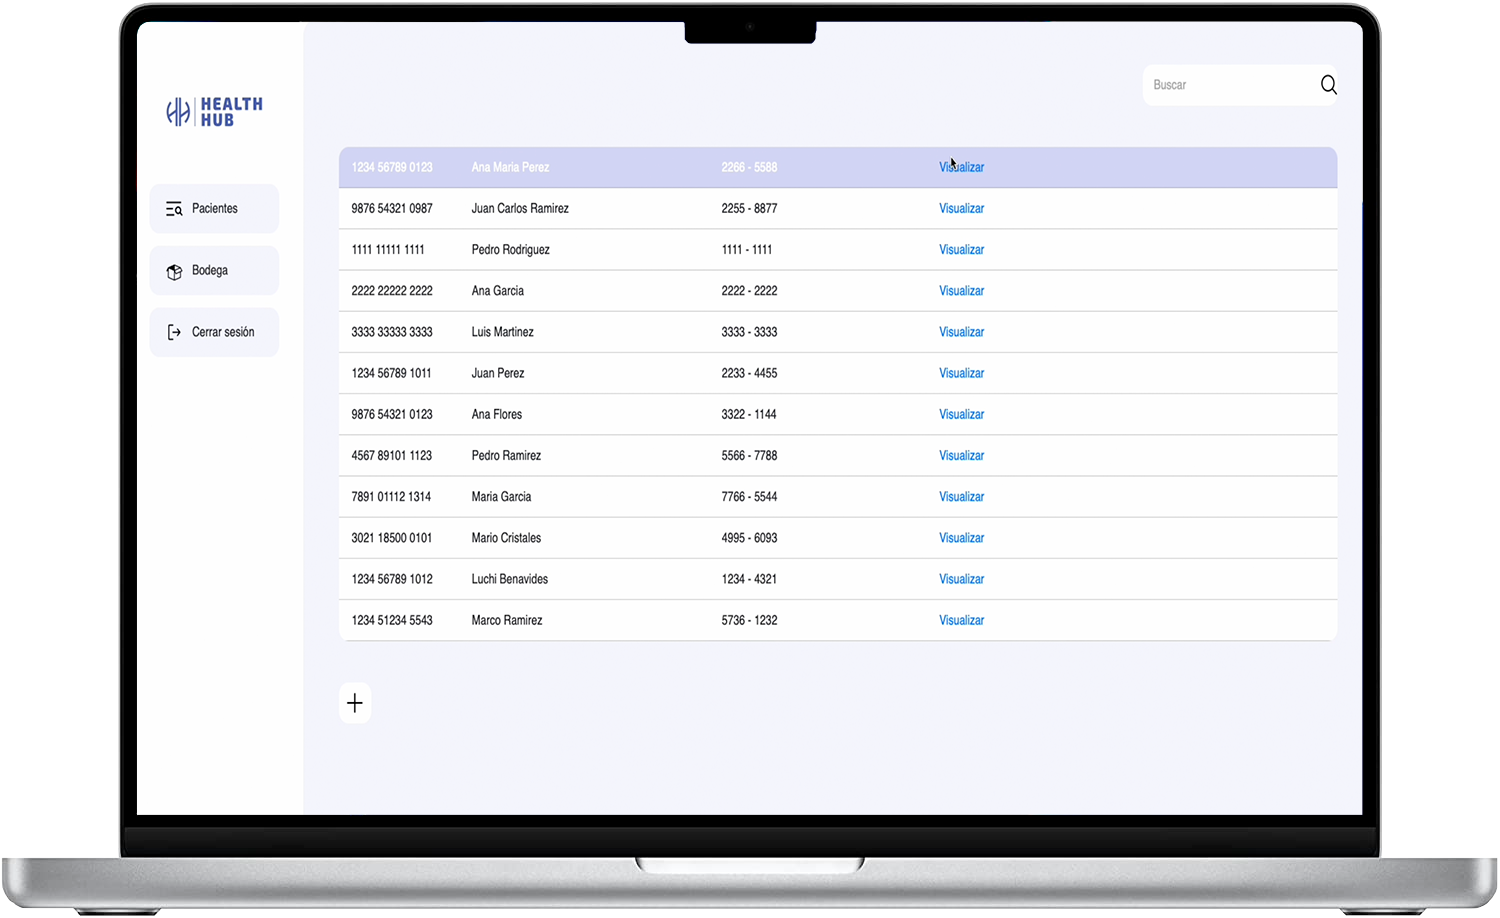 HEALTH
HUB
Buscar
Pacientes
Bodega
Cerrar sesión
1234 56789 0123 Ana Maria Perez 2266 - 5588 Visualizar
9876 54321 0987 Juan Carlos Ramirez 2255 - 8877 Visualizar
1111 11111 1111 Pedro Rodriguez 1111 - 1111 Visualizar
2222 22222 2222 Ana Garcia 2222 - 2222 Visualizar
3333 33333 3333 Luis Martinez 3333 - 3333 Visualizar
1234 56789 1011 Juan Perez 2233 - 4455 Visualizar
9876 54321 0123 Ana Flores 3322 - 1144 Visualizar
4567 89101 1123 Pedro Ramirez 5566 - 7788 Visualizar
7891 01112 1314 Maria Garcia 7766 - 5544 Visualizar
3021 18500 0101 Mario Cristales 4995 - 6093 Visualizar
1234 56789 1012 Luchi Benavides 1234 - 4321 Visualizar
1234 51234 5543 Marco Ramirez 5736 - 1232 Visualizar